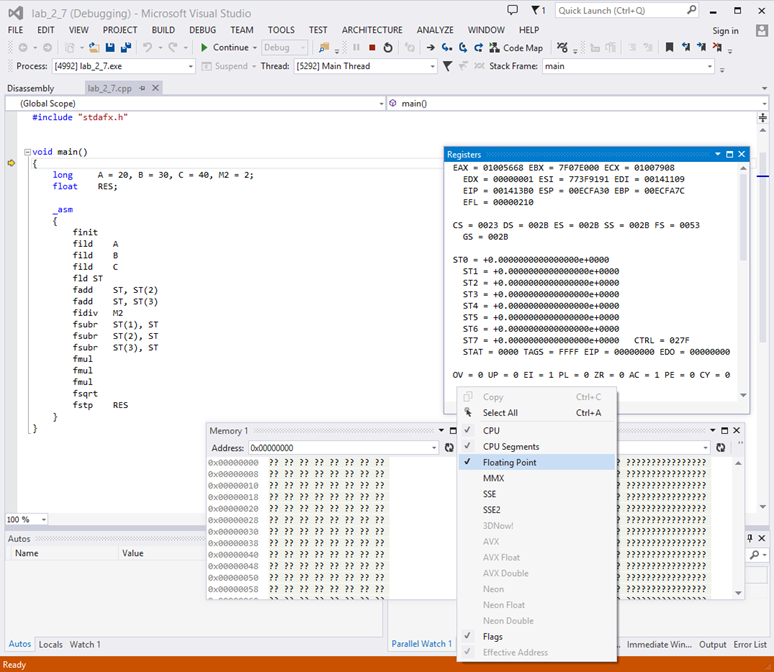 lab_2_7 (Debugging) - Microsoft Visual Studio
1
Quick Launch (Ctrl+Q)
FILE EDIT VIEW PROJECT BUILD DEBUG TEAM TOOLS TEST ARCHITECTURE ANALYZE WINDOW HELP Sign in
Continue Debug Code Map
Process: [4992] lab_2_7.exe Suspend Thread: [5292] Main Thread Stack Frame: main
Disassembly lab_2_7.cpp
(Global Scope) main()
#include "stdafx.h"
void main()
{
long A = 20, B = 30, C = 40, M2 = 2;
float RES;
_asm
{
finit
fild A
fild B
fild C
fld ST
fadd ST, ST(2)
fadd ST, ST(3)
fidiv M2
fsubr ST(1), ST
fsubr ST(2), ST
fsubr ST(3), ST
fmul
fmul
fmul
fsqrt
fstp RES
}
}
100 %
Registers
EAX = 01005668 EBX = 7F07E000 ECX = 01007908
EDX = 00000001 ESI = 773F9191 EDI = 00141109
EIP = 001413B0 ESP = 00ECFA30 EBP = 00ECFA7C
EFL = 00000210
CS = 0023 DS = 002B ES = 002B SS = 002B FS = 0053
GS = 002B
ST0 = +0.0000000000000000e+0000
ST1 = +0.0000000000000000e+0000
ST2 = +0.0000000000000000e+0000
ST3 = +0.0000000000000000e+0000
ST4 = +0.0000000000000000e+0000
ST5 = +0.0000000000000000e+0000
ST6 = +0.0000000000000000e+0000
ST7 = +0.0000000000000000e+0000 CTRL = 027F
STAT = 0000 TAGS = FFFF EIP = 00000000 EDO = 00000000
OV = 0 UP = 0 EI = 1 PL = 0 ZR = 0 AC = 1 PE = 0 CY = 0
Copy Ctrl+C
Select All Ctrl+A
CPU
CPU Segments
Floating Point
MMX
SSE
SSE2
3DNow!
AVX
AVX Float
AVX Double
Neon
Neon Float
Neon Double
Flags
Effective Address
Memory 1
Address: 0x00000000
0x00000000 ?? ?? ?? ?? ?? ?? ?? ?? ????????????????
0x00000008 ?? ?? ?? ?? ?? ?? ?? ?? ????????????????
0x00000010 ?? ?? ?? ?? ?? ?? ?? ?? ????????????????
0x00000018 ?? ?? ?? ?? ?? ?? ?? ?? ????????????????
0x00000020 ?? ?? ?? ?? ?? ?? ?? ?? ????????????????
0x00000028 ?? ?? ?? ?? ?? ?? ?? ?? ????????????????
0x00000030 ?? ?? ?? ?? ?? ?? ?? ?? ????????????????
0x00000038 ?? ?? ?? ?? ?? ?? ?? ?? ????????????????
0x00000040 ?? ?? ?? ?? ?? ?? ?? ?? ????????????????
0x00000048 ?? ?? ?? ?? ?? ?? ?? ?? ????????????????
0x00000050 ?? ?? ?? ?? ?? ?? ?? ?? ????????????????
0x00000058 ?? ?? ?? ?? ?? ?? ?? ?? ????????????????
Autos
Name Value
Autos Locals Watch 1
Parallel Watch 1
Immediate Win... Output Error List
Ready